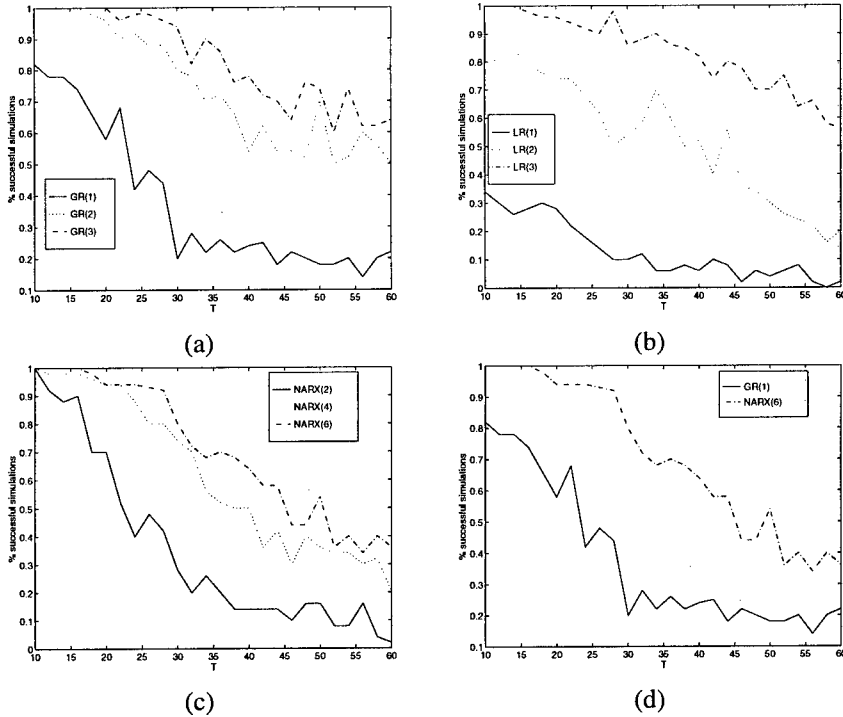 1
0.9
0.8
0.7
0.6
0.5
0.4
0.3
0.2
0.1
% successful simulations
GR(1)
GR(2)
GR(3)
10 15 20 25 30 35 40 45 50 55 60
T
(a)
1
0.9
0.8
0.7
0.6
0.5
0.4
0.3
0.2
0.1
0
% successful simulations
LR(1)
LR(2)
LR(3)
10 15 20 25 30 35 40 45 50 55 60
T
(b)
1
0.9
0.8
0.7
0.6
0.5
0.4
0.3
0.2
0.1
0
% successful simulations
NARX(2)
NARX(4)
NARX(6)
10 15 20 25 30 35 40 45 50 55 60
T
(c)
1
0.9
0.8
0.7
0.6
0.5
0.4
0.3
0.2
0.1
% successful simulations
GR(1)
NARX(6)
10 15 20 25 30 35 40 45 50 55 60
T
(d)